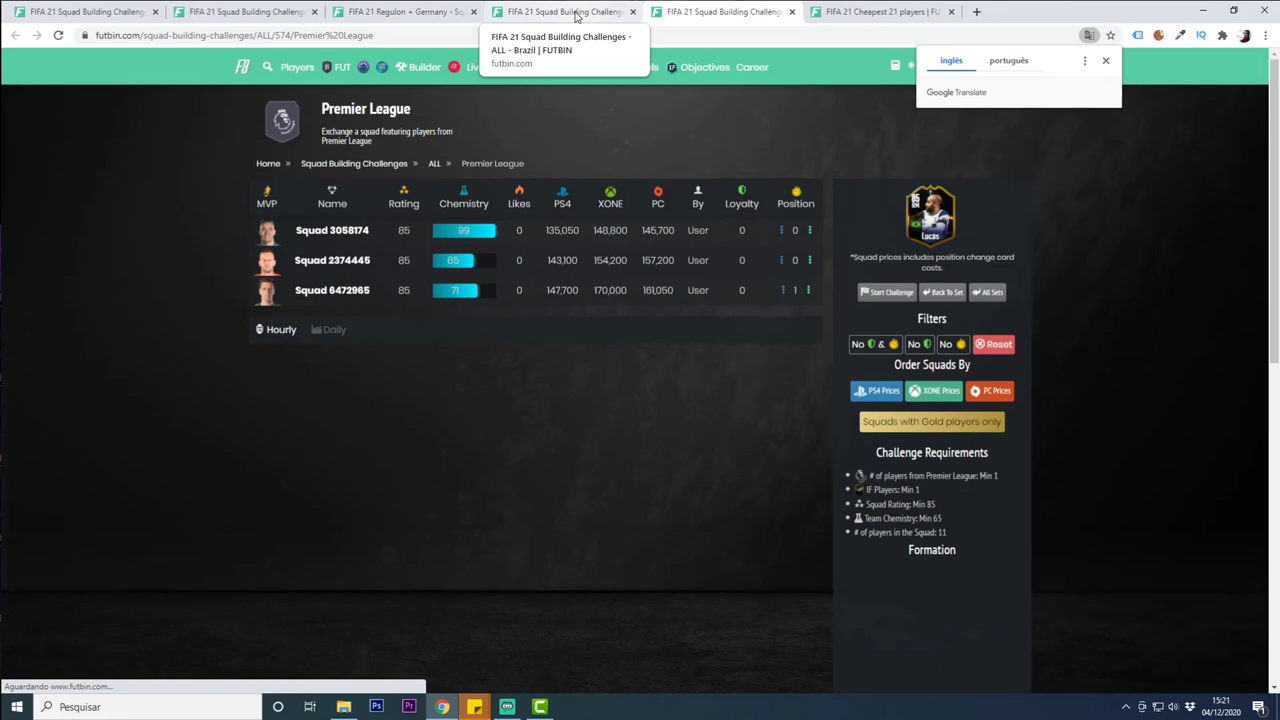 FIFA 21 Squad Building Challeng
FIFA 21 Squad Building Challeng
FIFA 21 Regulon + Germany - Sq
FIFA 21 Squad Building Challeng
FIFA 21 Squad Building Challeng
FIFA 21 Cheapest 21 players | FU
futbin.com/squad-building-challenges/ALL/574/Premier%20League
FIFA 21 Squad Building Challenges -
ALL - Brazil | FUTBIN
futbin.com
inglês
português
Google Translate
Players
FUT
Builder
Objectives
Career
Premier League
Exchange a squad featuring players from
Premier League
Home » Squad Building Challenges » ALL » Premier League
MVP Name Rating Chemistry Likes PS4 XONE PC By Loyalty Position
Squad 3058174 85 99 0 135,050 148,800 145,700 User 0 0
Squad 2374445 85 65 0 143,100 154,200 157,200 User 0 0
Squad 6472965 85 71 0 147,700 170,000 161,050 User 0 1
Hourly Daily
85
Lucas
*Squad prices includes position change card
costs.
Start Challenge Back To Set All Sets
Filters
No & No No Reset
Order Squads By
PS4 Prices XONE Prices PC Prices
Squads with Gold players only
Challenge Requirements
# of players from Premier League: Min 1
IF Players: Min 1
Squad Rating: Min 85
Team Chemistry: Min 65
# of players in the Squad: 11
Formation
Aguardando www.futbin.com...
Pesquisar
15:21
04/12/2020